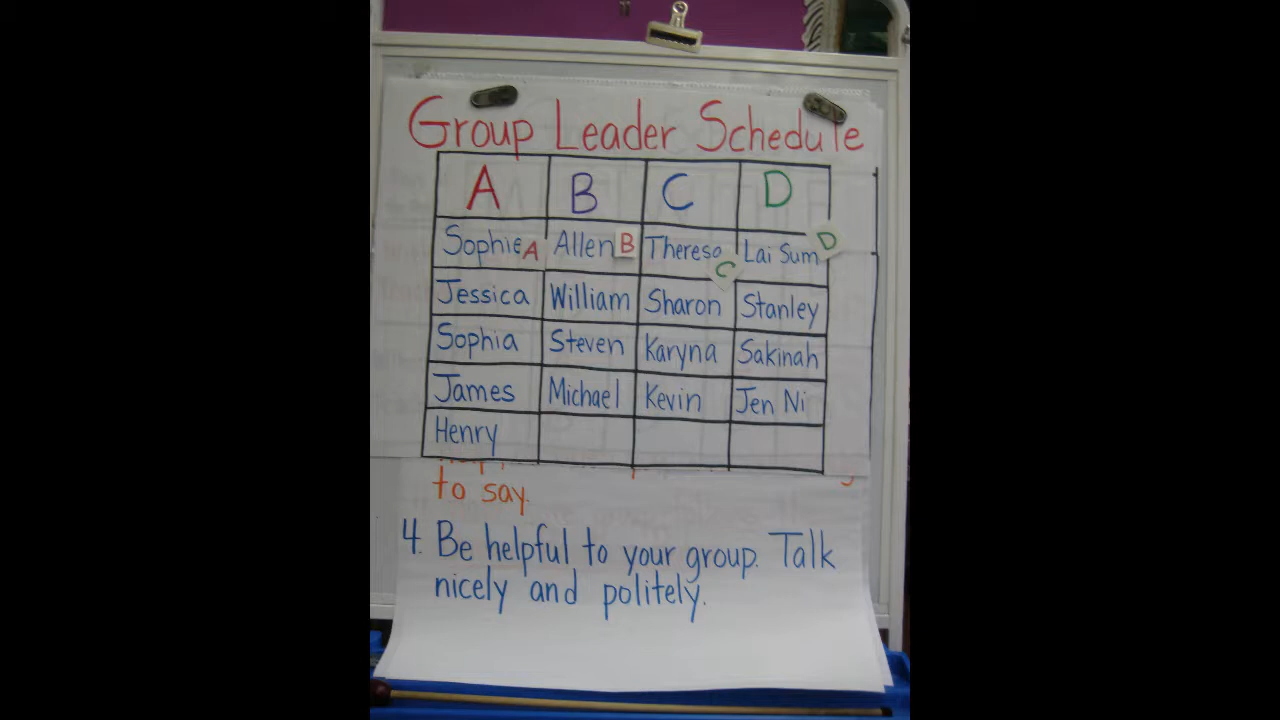 Group Leader Schedule
A B C D
Sophie A Allen B Theresa C Lai Sum D
Jessica William Sharon Stanley
Sophia Steven Karyna Sakinah
James Michael Kevin Jen Ni
Henry
to say.
4. Be helpful to your group. Talk
nicely and politely.